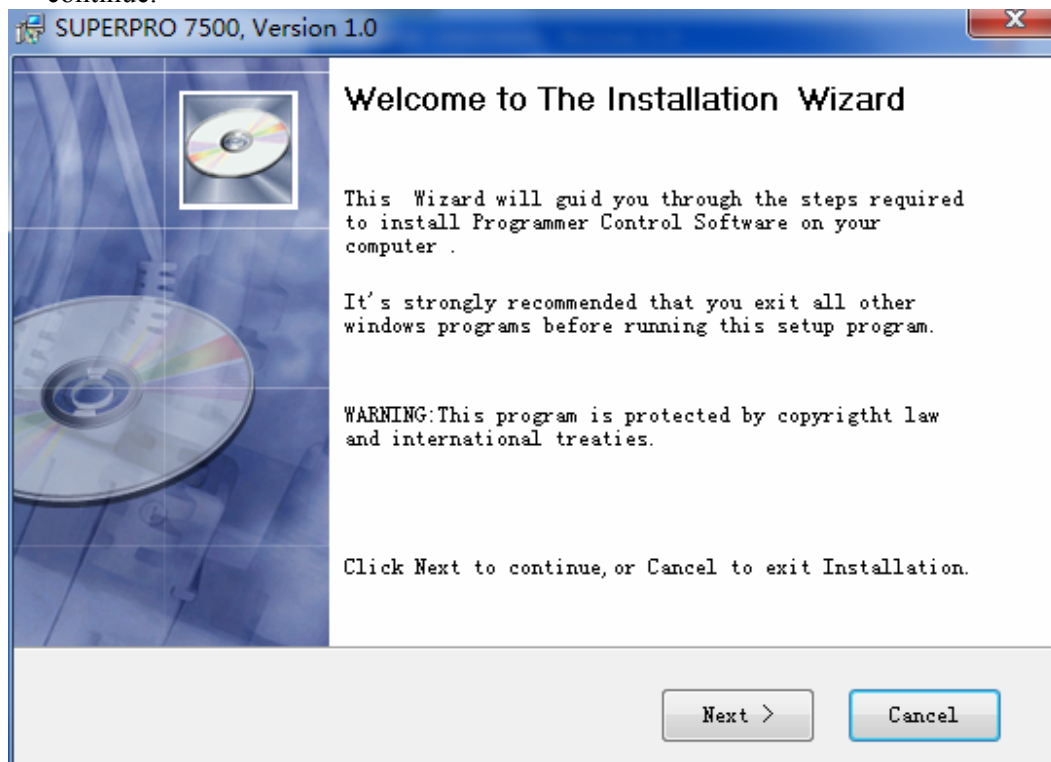 continue.
SUPERPRO 7500, Version 1.0
Welcome to The Installation  Wizard
This  Wizard will guid you through the steps required
to install Programmer Control Software on your
computer .
It's strongly recommended that you exit all other
windows programs before running this setup program.
WARNING:This program is protected by copyrigtht law
and international treaties.
Click Next to continue, or Cancel to exit Installation.
Next >
Cancel